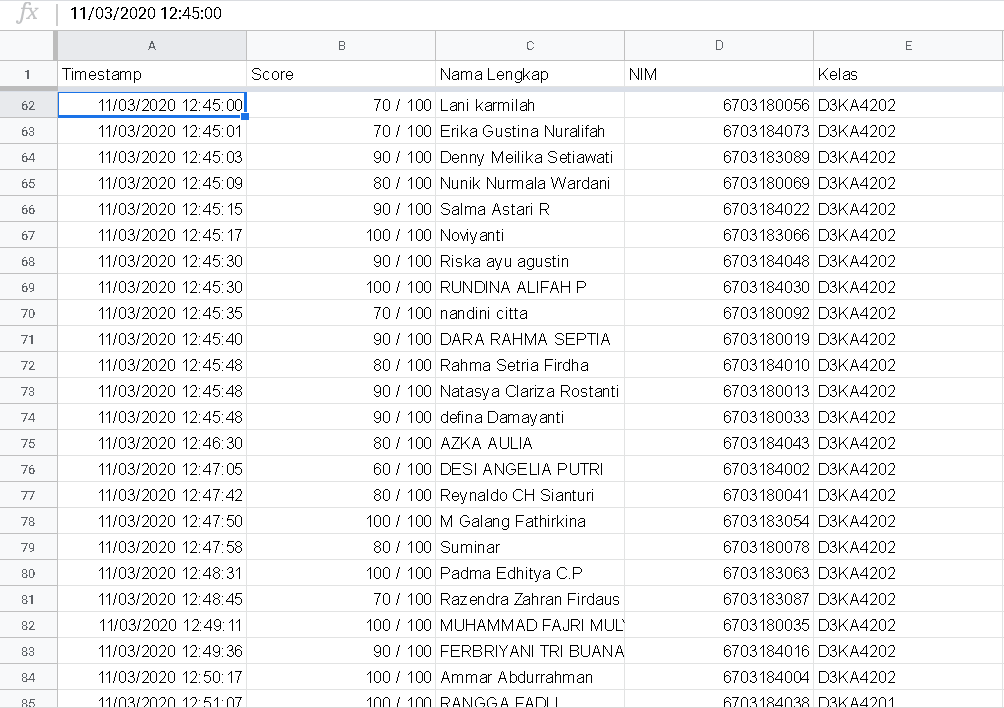 fx 11/03/2020 12:45:00
A B C D E
1 Timestamp Score Nama Lengkap NIM Kelas
62 11/03/2020 12:45:00 70 / 100 Lani karmilah 6703180056 D3KA4202
63 11/03/2020 12:45:01 70 / 100 Erika Gustina Nuralifah 6703184073 D3KA4202
64 11/03/2020 12:45:03 90 / 100 Denny Meilika Setiawati 6703183089 D3KA4202
65 11/03/2020 12:45:09 80 / 100 Nunik Nurmala Wardani 6703180069 D3KA4202
66 11/03/2020 12:45:15 90 / 100 Salma Astari R 6703184022 D3KA4202
67 11/03/2020 12:45:17 100 / 100 Noviyanti 6703183066 D3KA4202
68 11/03/2020 12:45:30 90 / 100 Riska ayu agustin 6703184048 D3KA4202
69 11/03/2020 12:45:30 100 / 100 RUNDINA ALIFAH P 6703184030 D3KA4202
70 11/03/2020 12:45:35 70 / 100 nandini citta 6703180092 D3KA4202
71 11/03/2020 12:45:40 90 / 100 DARA RAHMA SEPTIA 6703180019 D3KA4202
72 11/03/2020 12:45:48 80 / 100 Rahma Setria Firdha 6703184010 D3KA4202
73 11/03/2020 12:45:48 90 / 100 Natasya Clariza Rostanti 6703180013 D3KA4202
74 11/03/2020 12:45:48 90 / 100 defina Damayanti 6703180033 D3KA4202
75 11/03/2020 12:46:30 80 / 100 AZKA AULIA 6703184043 D3KA4202
76 11/03/2020 12:47:05 60 / 100 DESI ANGELIA PUTRI 6703184002 D3KA4202
77 11/03/2020 12:47:42 80 / 100 Reynaldo CH Sianturi 6703180041 D3KA4202
78 11/03/2020 12:47:50 100 / 100 M Galang Fathirkina 6703183054 D3KA4202
79 11/03/2020 12:47:58 80 / 100 Suminar 6703180078 D3KA4202
80 11/03/2020 12:48:31 100 / 100 Padma Edhitya C.P 6703183063 D3KA4202
81 11/03/2020 12:48:45 70 / 100 Razendra Zahran Firdaus 6703183087 D3KA4202
82 11/03/2020 12:49:11 100 / 100 MUHAMMAD FAJRI MUL 6703180035 D3KA4202
83 11/03/2020 12:49:36 90 / 100 FERBRIYANI TRI BUANA 6703184016 D3KA4202
84 11/03/2020 12:50:17 100 / 100 Ammar Abdurrahman 6703184004 D3KA4202
85 11/03/2020 12:51:07 100 / 100 RANGGA FADLI 6703184038 D3KA4201